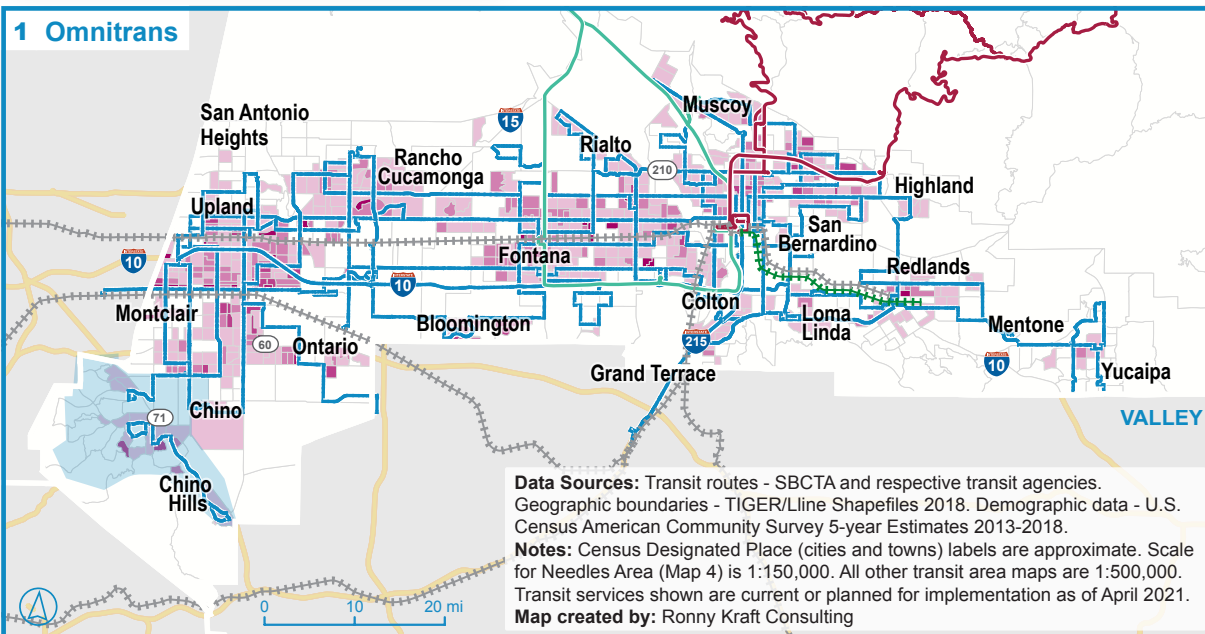 1 Omnitrans
San Antonio
Heights
15
Muscoy
Rialto
Rancho
Cucamonga
210
Highland
Upland
San
Bernardino
10
Fontana
Redlands
10
Montclair
Colton
Loma
Linda
Bloomington
Mentone
60
Ontario
215
10
Grand Terrace
Yucaipa
Chino
71
VALLEY
Chino
Hills
Data Sources: Transit routes - SBCTA and respective transit agencies.
Geographic boundaries - TIGER/Lline Shapefiles 2018. Demographic data - U.S.
Census American Community Survey 5-year Estimates 2013-2018.
Notes: Census Designated Place (cities and towns) labels are approximate. Scale
for Needles Area (Map 4) is 1:150,000. All other transit area maps are 1:500,000.
Transit services shown are current or planned for implementation as of April 2021.
Map created by: Ronny Kraft Consulting
0 10 20 mi